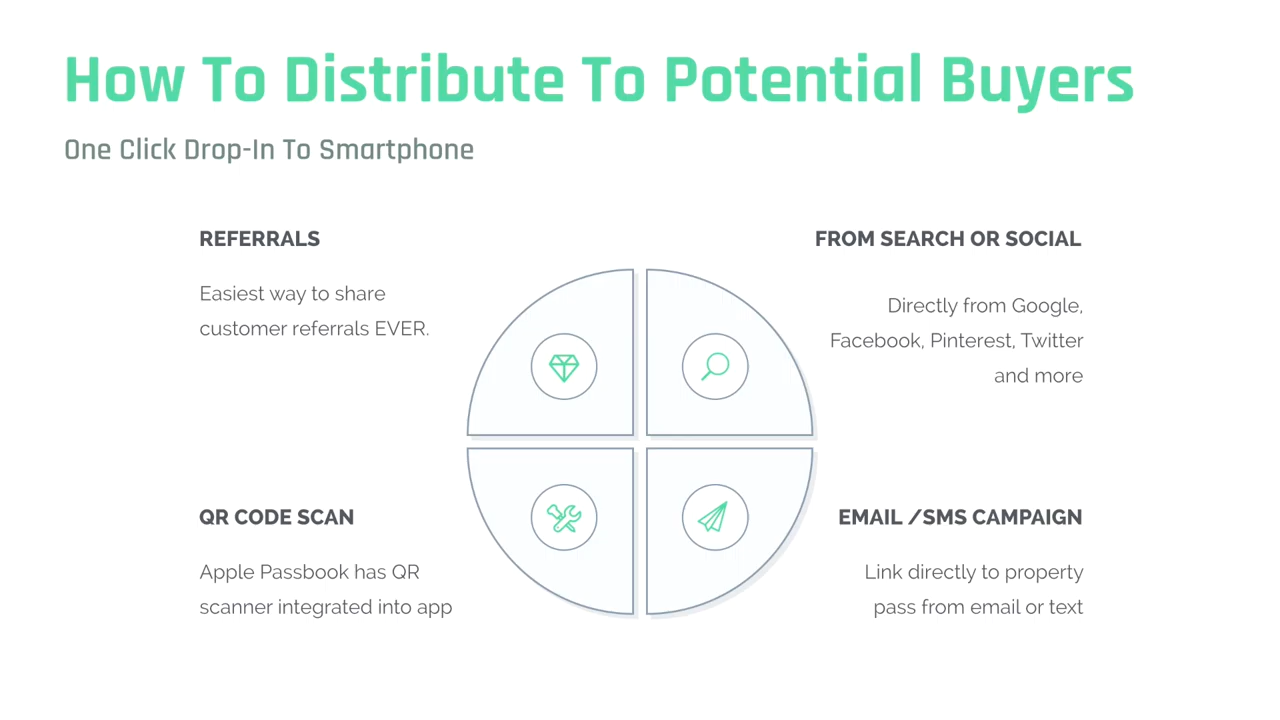 How To Distribute To Potential Buyers
One Click Drop-In To Smartphone
REFERRALS
Easiest way to share
customer referrals EVER.
FROM SEARCH OR SOCIAL
Directly from Google,
Facebook, Pinterest, Twitter
and more
QR CODE SCAN
Apple Passbook has QR
scanner integrated into app
EMAIL /SMS CAMPAIGN
Link directly to property
pass from email or text